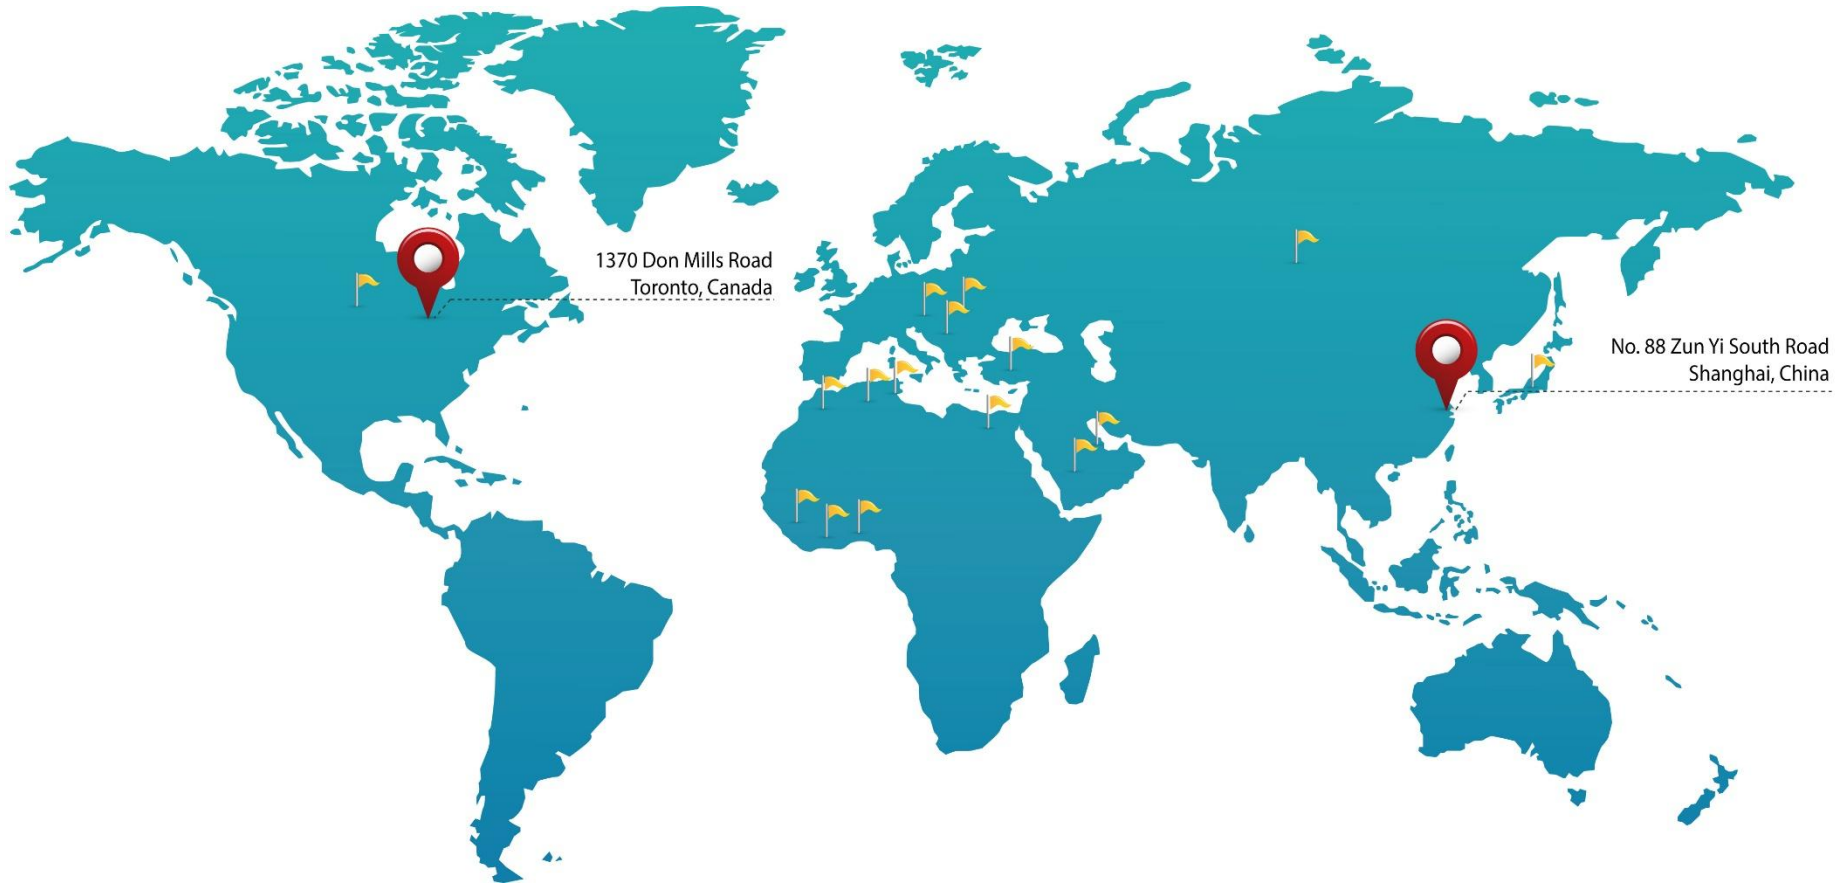 1370 Don Mills Road
Toronto, Canada
No. 88 Zun Yi South Road
Shanghai, China